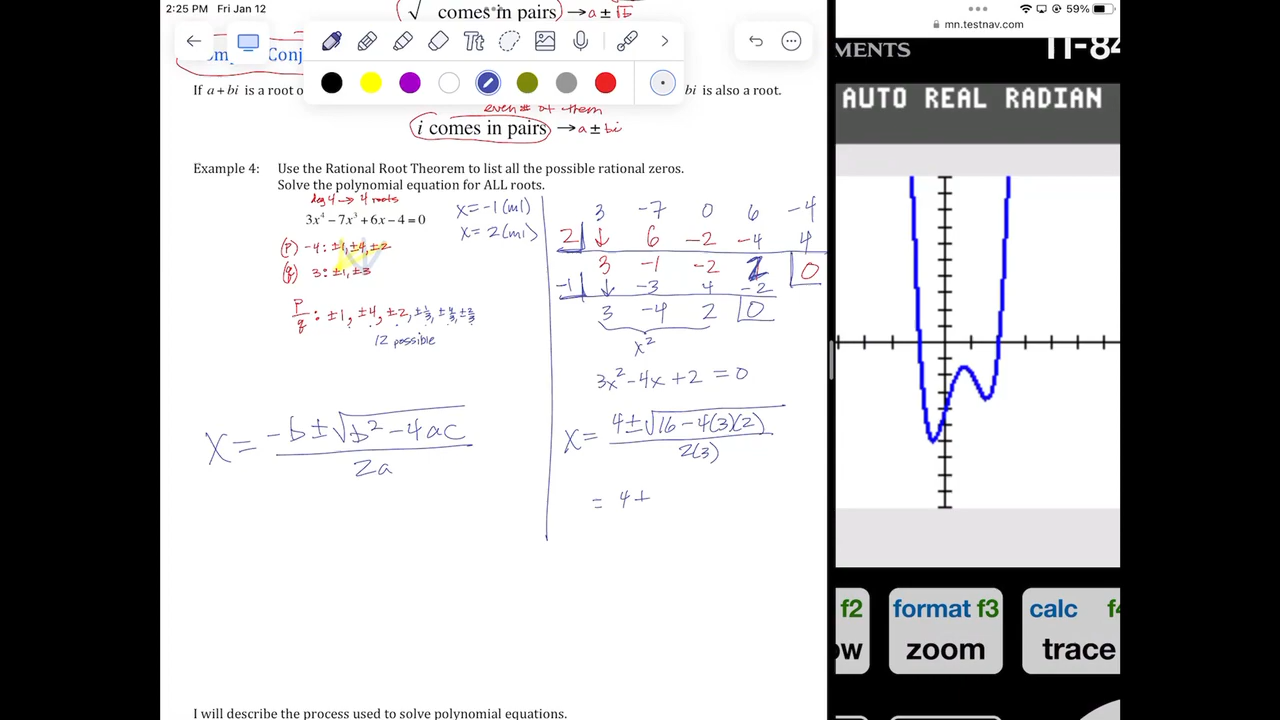 2:25 PM Fri Jan 12
59%
mn.testnav.com
√ comes in pairs → a ± √b
Conj
MENTS TI-84
If a + bi is a root o bi is also a root.
even # of them
i comes in pairs → a ± bi
AUTO REAL RADIAN
Example 4: Use the Rational Root Theorem to list all the possible rational zeros.
Solve the polynomial equation for ALL roots.
deg 4 → 4 roots
3x⁴ − 7x³ + 6x − 4 = 0
x = -1 (m1)
x = 2 (m1)
(p) -4: ±1, ±4, ±2
(q) 3: ±1, ±3
p/q : ±1, ±4, ±2, ±1/3, ±4/3, ±2/3
12 possible
3 -7 0 6 -4
2| ↓ 6 -2 -4 4
3 -1 -2 2 0
-1| ↓ -3 4 -2
3 -4 2 0
x²
3x² - 4x + 2 = 0
x = (-b ± √(b² - 4ac)) / 2a
x = (4 ± √(16 - 4(3)(2))) / 2(3)
= 4 ±
f2 format f3 calc f4
ow zoom trace
I will describe the process used to solve polynomial equations.